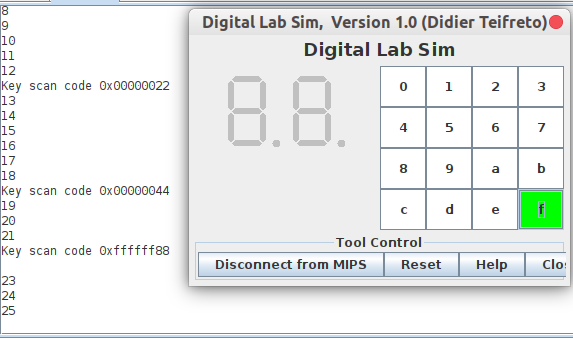 8
9
10
11
12
Key scan code 0x00000022
13
14
15
16
17
18
Key scan code 0x00000044
19
20
21
Key scan code 0xffffff88
23
24
25
Digital Lab Sim, Version 1.0 (Didier Teifreto)
Digital Lab Sim
8.8.
0 1 2 3
4 5 6 7
8 9 a b
c d e f
Tool Control
Disconnect from MIPS Reset Help Clo